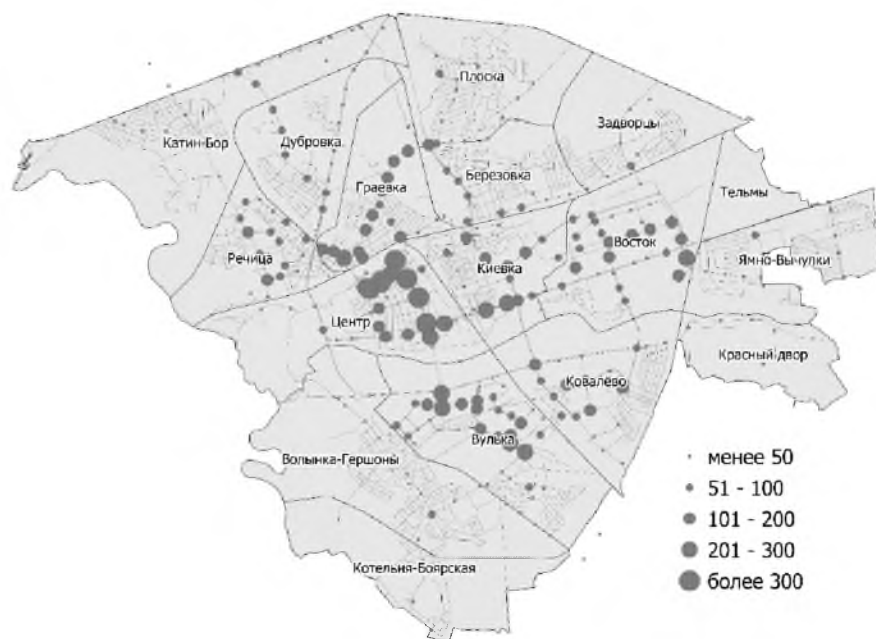 Плоска
Задворцы
Катин-Бор
Дубровка
Березовка
Граевка
Тельмы
Восток
Речица
Киевка
Ямно-Вычулки
Центр
Красный двор
Ковалёво
Вулька
Волынка-Гершоны
менее 50
51 - 100
101 - 200
201 - 300
более 300
Котельня-Боярская